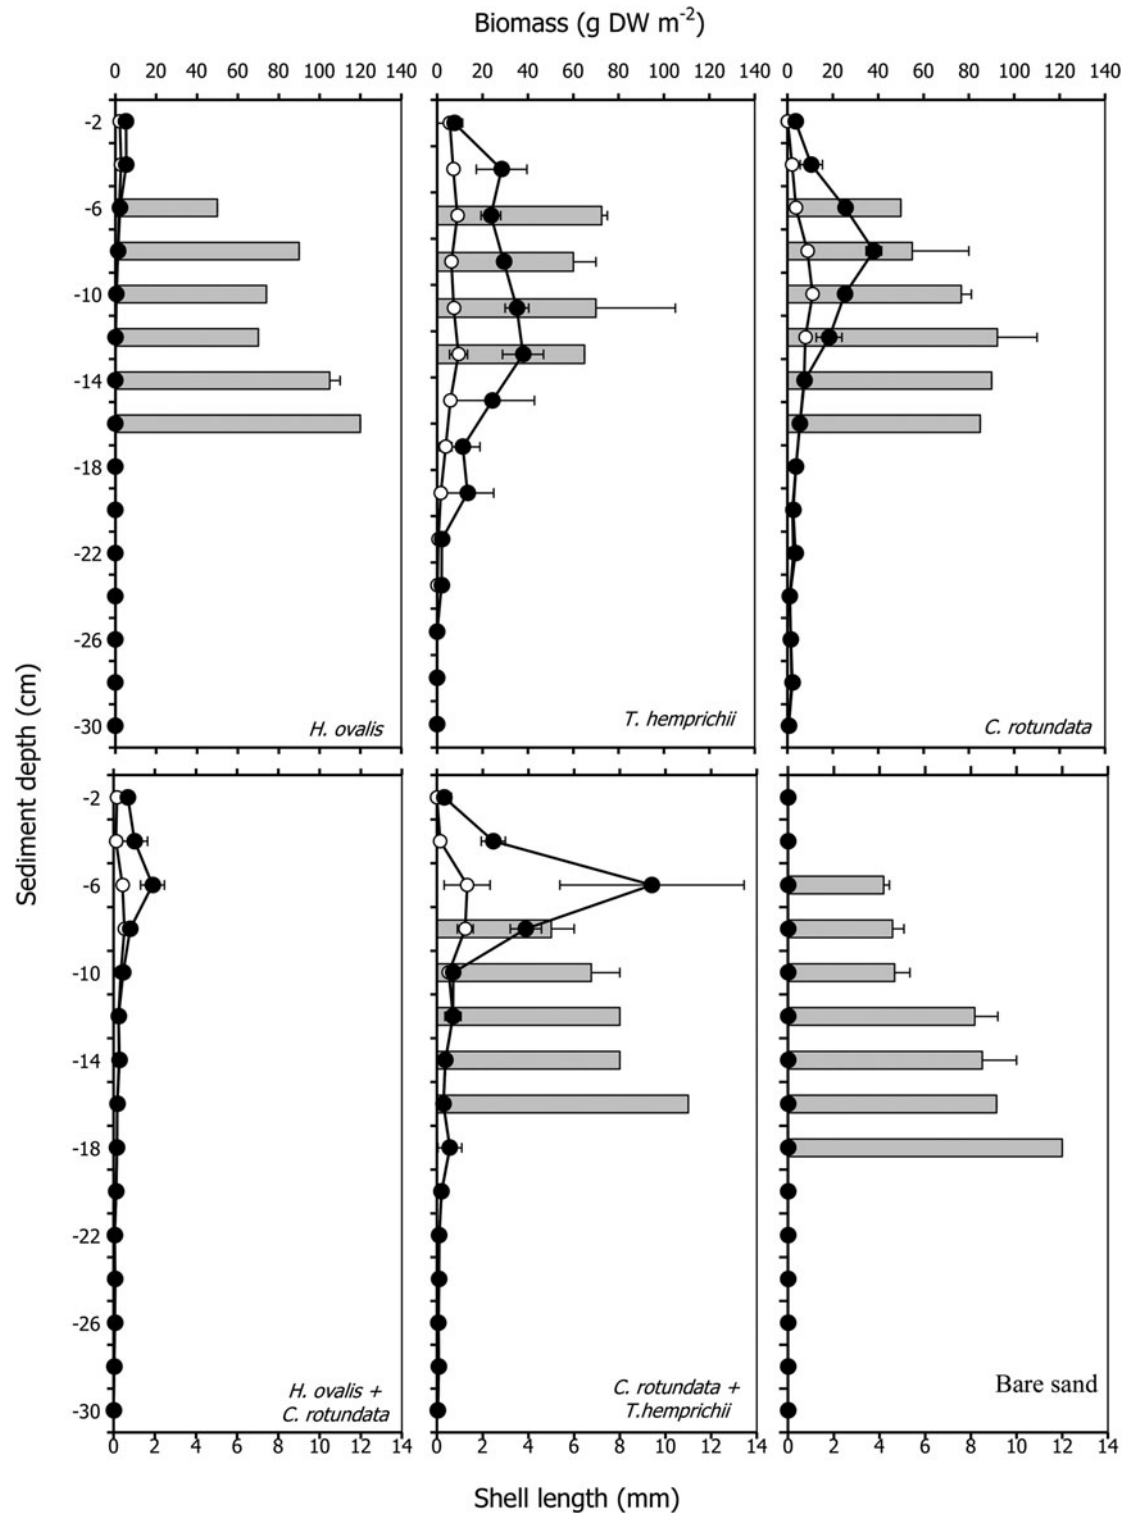 Biomass (g DW m-2)
0 20 40 60 80 100 120 140 0 20 40 60 80 100 120 140 0 20 40 60 80 100 120 140
-2
-6
-10
-14
-18
-22
-26
-30
H. ovalis
T. hemprichii
C. rotundata
Sediment depth (cm)
-2
-6
-10
-14
-18
-22
-26
-30
H. ovalis +
C. rotundata
C. rotundata +
T.hemprichii
Bare sand
0 2 4 6 8 10 12 14 0 2 4 6 8 10 12 14 0 2 4 6 8 10 12 14
Shell length (mm)